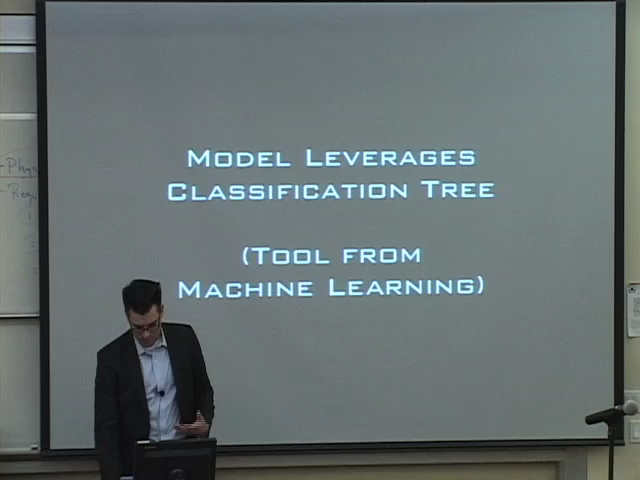 MODEL LEVERAGES
CLASSIFICATION TREE
(TOOL FROM
MACHINE LEARNING)